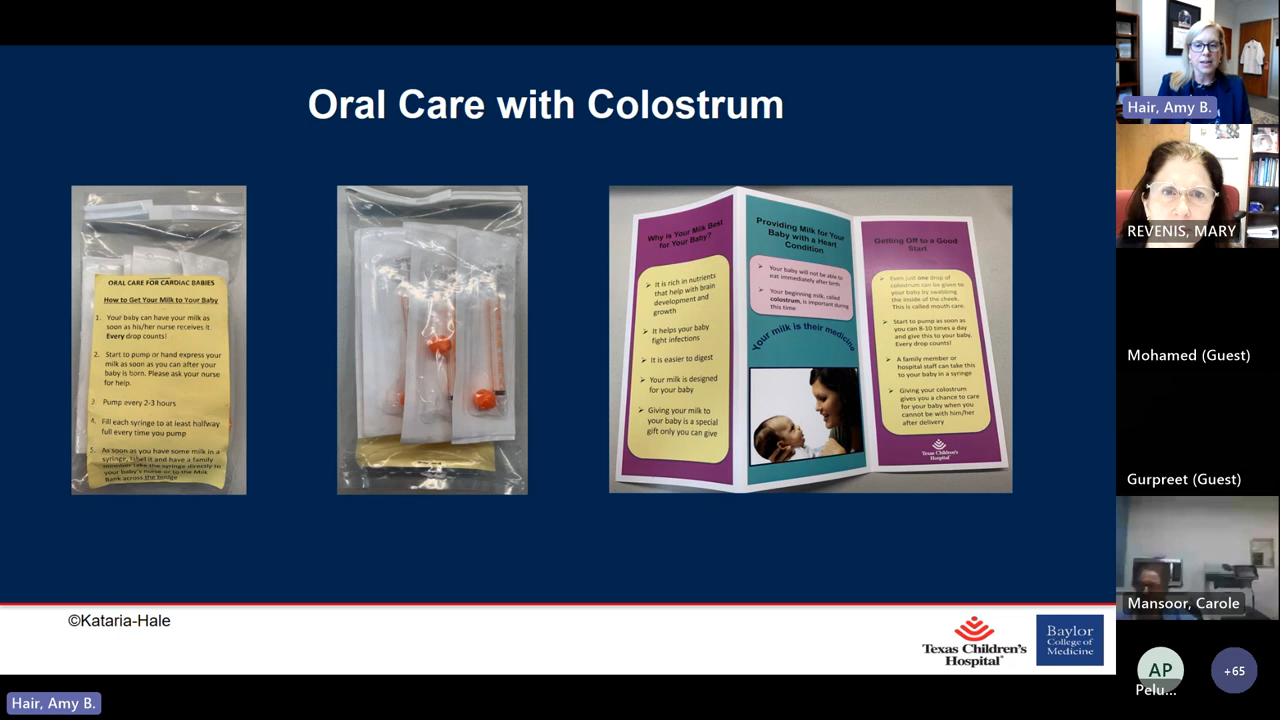 Oral Care with Colostrum
ORAL CARE FOR CARDIAC BABIES
How to Get Your Milk to Your Baby
1. Your baby can have your milk as
soon as his/her nurse receives it.
Every drop counts!
2. Start to pump or hand express your
milk as soon as you can after your
baby is born. Please ask your nurse
for help.
3. Pump every 2-3 hours
4. Fill each syringe to at least halfway
full every time you pump
5. As soon as you have some milk in a
syringe, label it and have a family
member take the syringe directly to
your baby's nurse or to the Milk
Bank across the bridge
Why is Your Milk Best
for Your Baby?
➢ It is rich in nutrients
that help with brain
development and
growth
➢ It helps your baby
fight infections
➢ It is easier to digest
➢ Your milk is designed
for your baby
➢ Giving your milk to
your baby is a special
gift only you can give
Providing Milk for Your
Baby with a Heart
Condition
➢ Your baby will not be able to
eat immediately after birth
➢ Your beginning milk, called
colostrum, is important during
this time
Your milk is their medicine
Getting Off to a Good
Start
➢ Even just one drop of
colostrum can be given to
your baby by swabbing
the inside of the cheek.
This is called mouth care.
➢ Start to pump as soon as
you can 8-10 times a day
and give this to your baby.
Every drop counts!
➢ A family member or
hospital staff can take this
to your baby in a syringe
➢ Giving your colostrum
gives you a chance to care
for your baby when you
cannot be with him/her
after delivery
Texas Children's
Hospital
©Kataria-Hale
Texas Children's
Hospital®
Baylor
College of
Medicine
Hair, Amy B.
Hair, Amy B.
REVENIS, MARY
Mohamed (Guest)
Gurpreet (Guest)
Mansoor, Carole
AP
Pelu...
+65